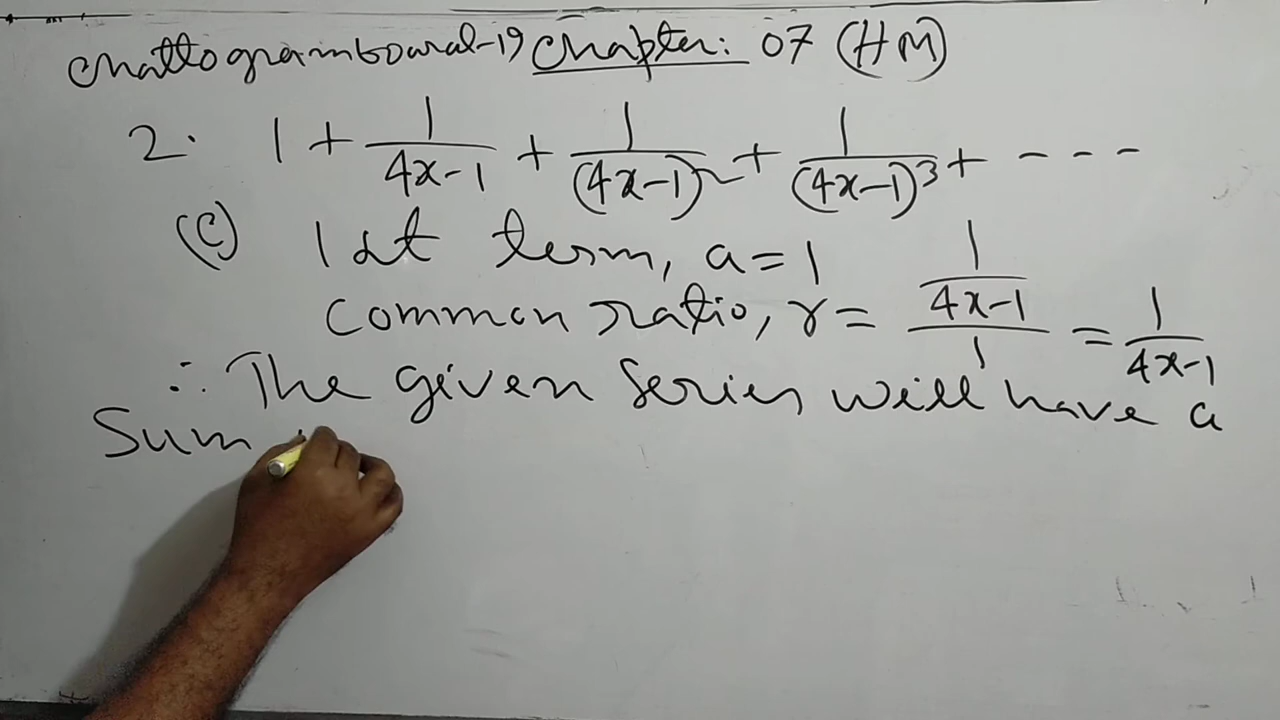 Chattogramboard-19 Chapter: 07 (HM)
2. 1 + 1/(4x-1) + 1/(4x-1)² + 1/(4x-1)³ + ---
(c) 1st term, a = 1
Common ratio, r = (1/(4x-1))/1 = 1/(4x-1)
∴ The given series will have a
Sum